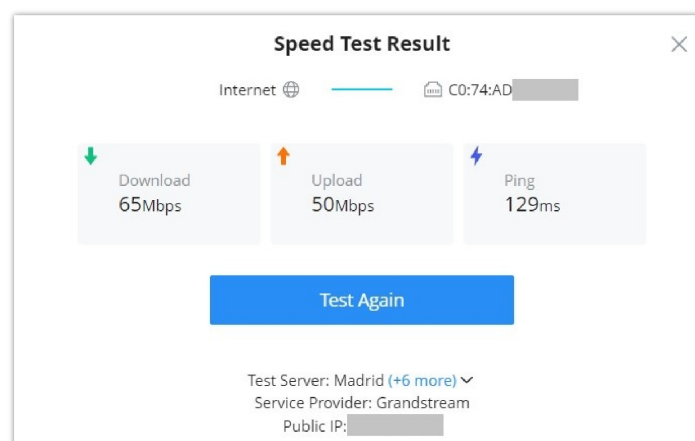 Speed Test Result
Internet C0:74:AD
Download
65Mbps
Upload
50Mbps
Ping
129ms
Test Again
Test Server: Madrid (+6 more)
Service Provider: Grandstream
Public IP: